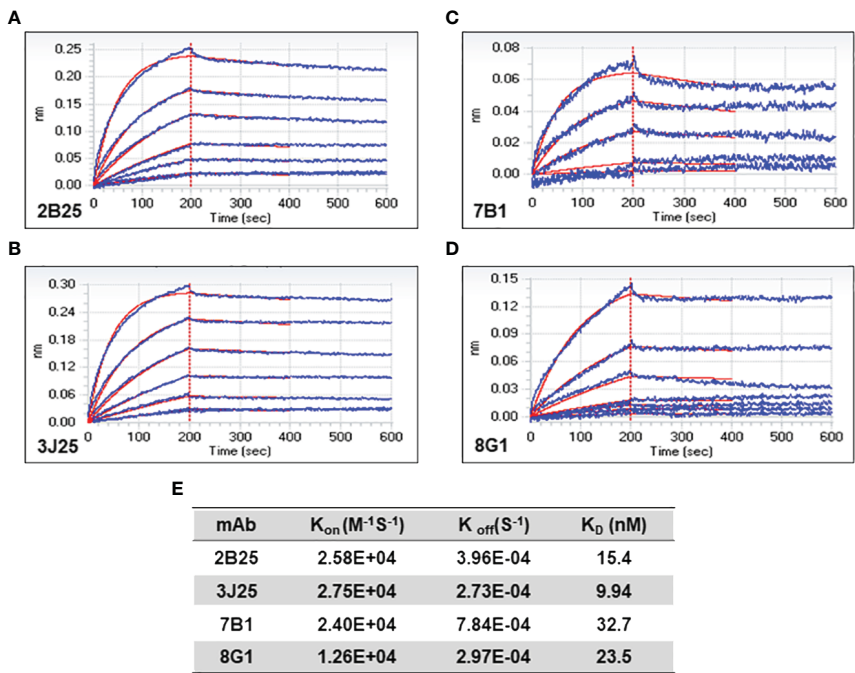 A
0.25
0.20
0.15
0.10
0.05
0.00
nm
0 100 200 300 400 500 600
Time (sec)
2B25
B
0.30
0.24
0.18
0.12
0.06
0.00
nm
0 100 200 300 400 500 600
Time (sec)
3J25
C
0.08
0.06
0.04
0.02
0.00
nm
0 100 200 300 400 500 600
Time (sec)
7B1
D
0.15
0.12
0.09
0.06
0.03
0.00
nm
0 100 200 300 400 500 600
Time (sec)
8G1
E
mAb Kon (M-1S-1) K off(S-1) KD (nM)
2B25 2.58E+04 3.96E-04 15.4
3J25 2.75E+04 2.73E-04 9.94
7B1 2.40E+04 7.84E-04 32.7
8G1 1.26E+04 2.97E-04 23.5